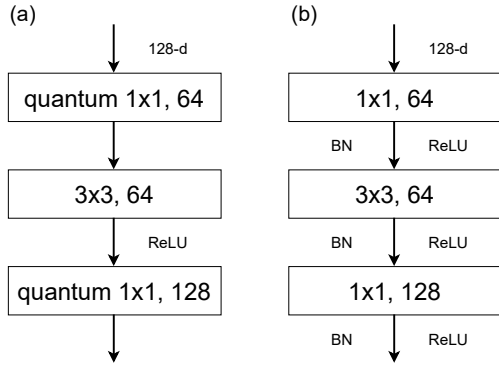 (a)
128-d
quantum 1x1, 64
3x3, 64
ReLU
quantum 1x1, 128
(b)
128-d
1x1, 64
BN ReLU
3x3, 64
BN ReLU
1x1, 128
BN ReLU